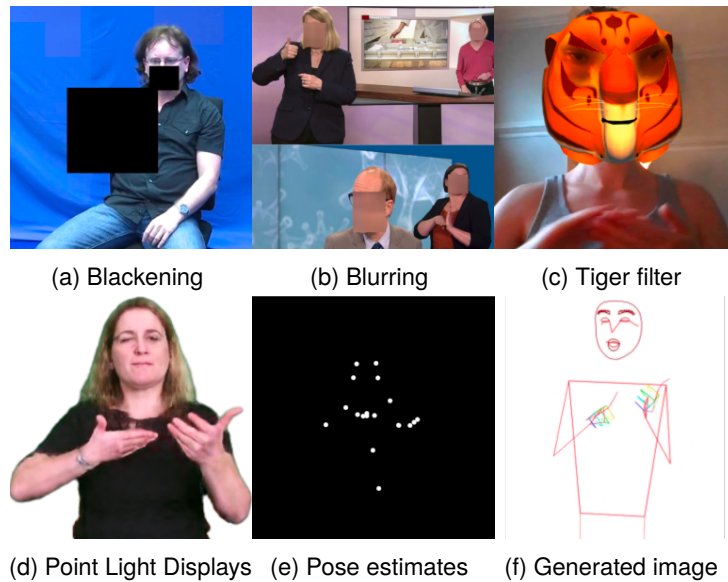 (a) Blackening
(b) Blurring
(c) Tiger filter
(d) Point Light Displays
(e) Pose estimates
(f) Generated image